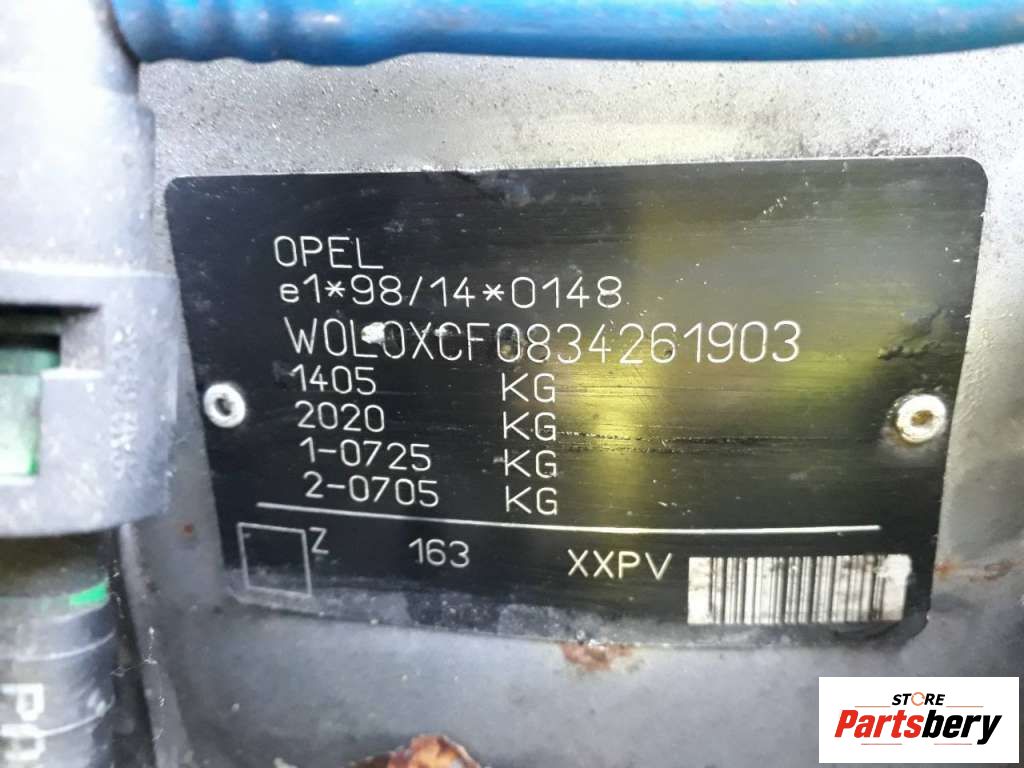 OPEL
e1*98/14*0148
W0L0XCF0834261903
1405 KG
2020 KG
1-0725 KG
2-0705 KG
Z 163 XXPV
STORE
Partsbery